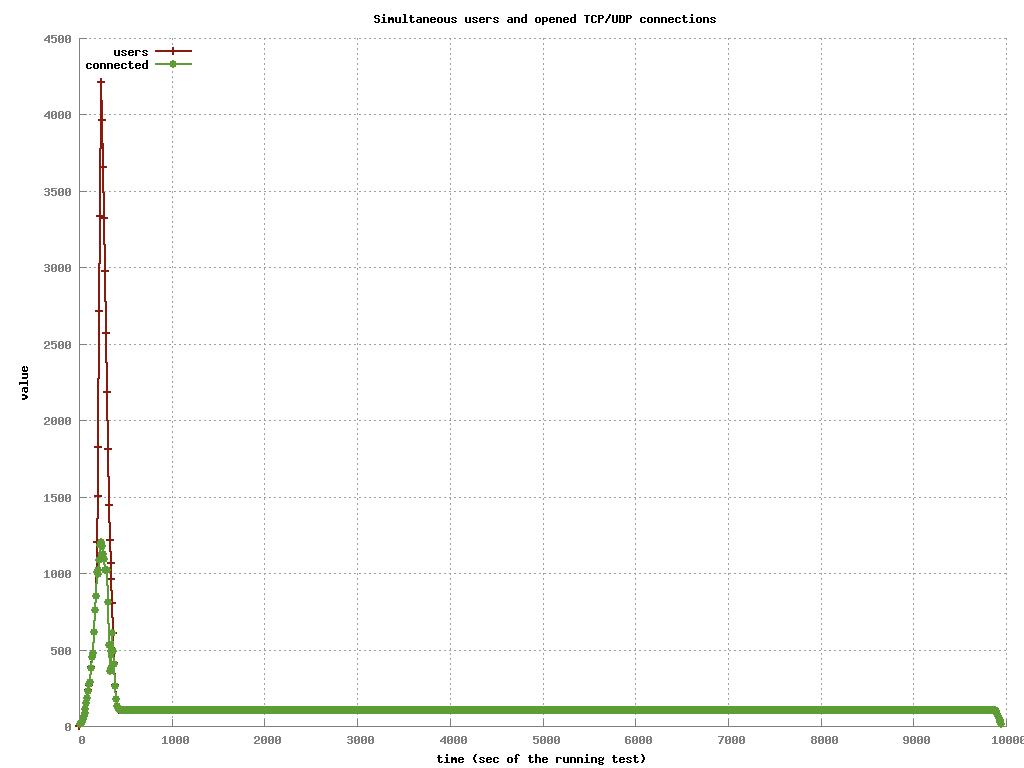 Simultaneous users and opened TCP/UDP connections
4500
users
connected
4000
3500
3000
2500
value
2000
1500
1000
500
0
0 1000 2000 3000 4000 5000 6000 7000 8000 9000 10000
time (sec of the running test)